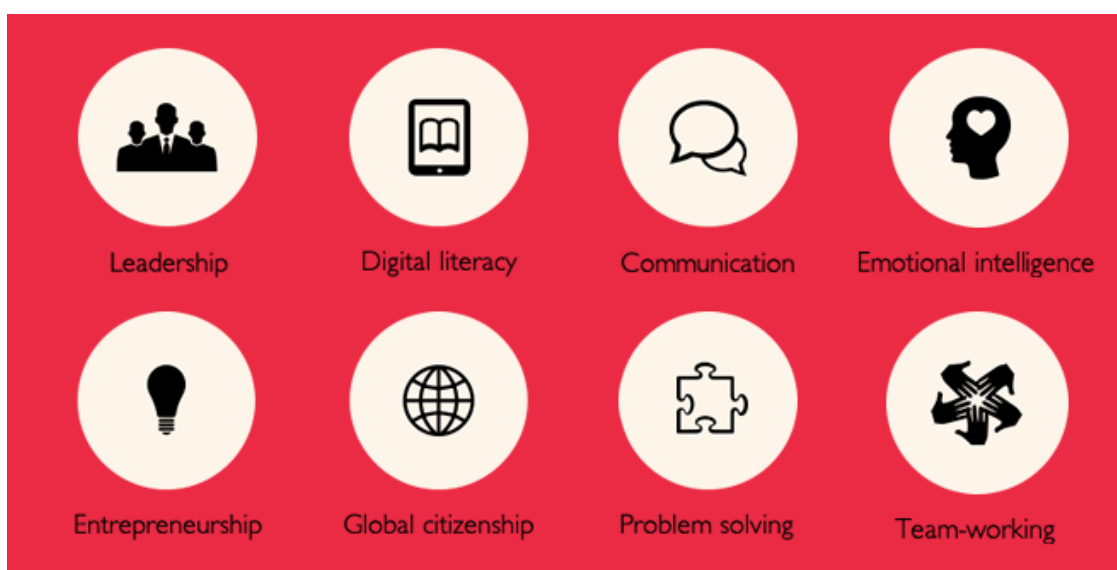 Leadership
Digital literacy
Communication
Emotional intelligence
Entrepreneurship
Global citizenship
Problem solving
Team-working